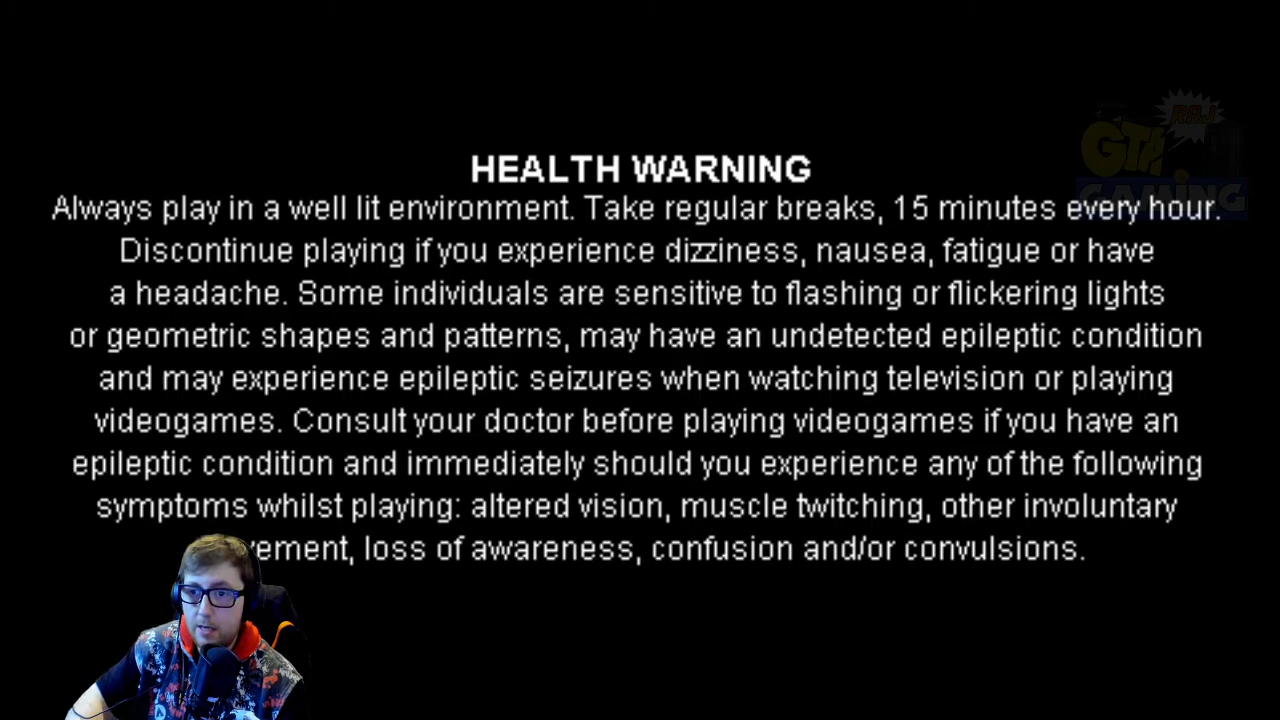 RAJ
GTA
GAMING
HEALTH WARNING
Always play in a well lit environment. Take regular breaks, 15 minutes every hour.
Discontinue playing if you experience dizziness, nausea, fatigue or have
a headache. Some individuals are sensitive to flashing or flickering lights
or geometric shapes and patterns, may have an undetected epileptic condition
and may experience epileptic seizures when watching television or playing
videogames. Consult your doctor before playing videogames if you have an
epileptic condition and immediately should you experience any of the following
symptoms whilst playing: altered vision, muscle twitching, other involuntary
loss of awareness, confusion and/or convulsions.